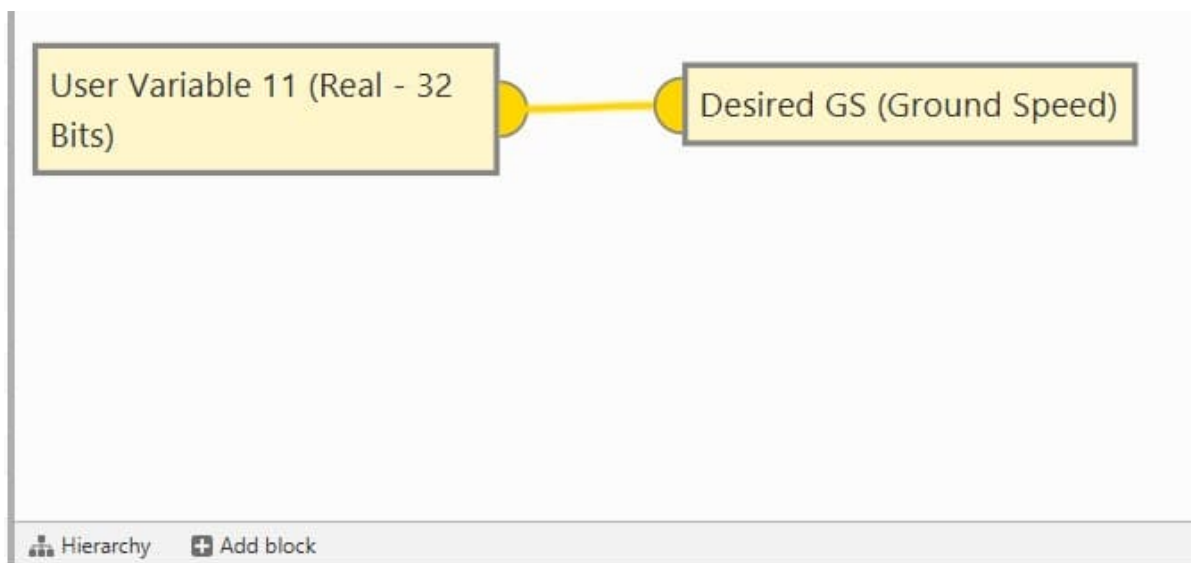 User Variable 11 (Real - 32
Bits)
Desired GS (Ground Speed)
Hierarchy
Add block